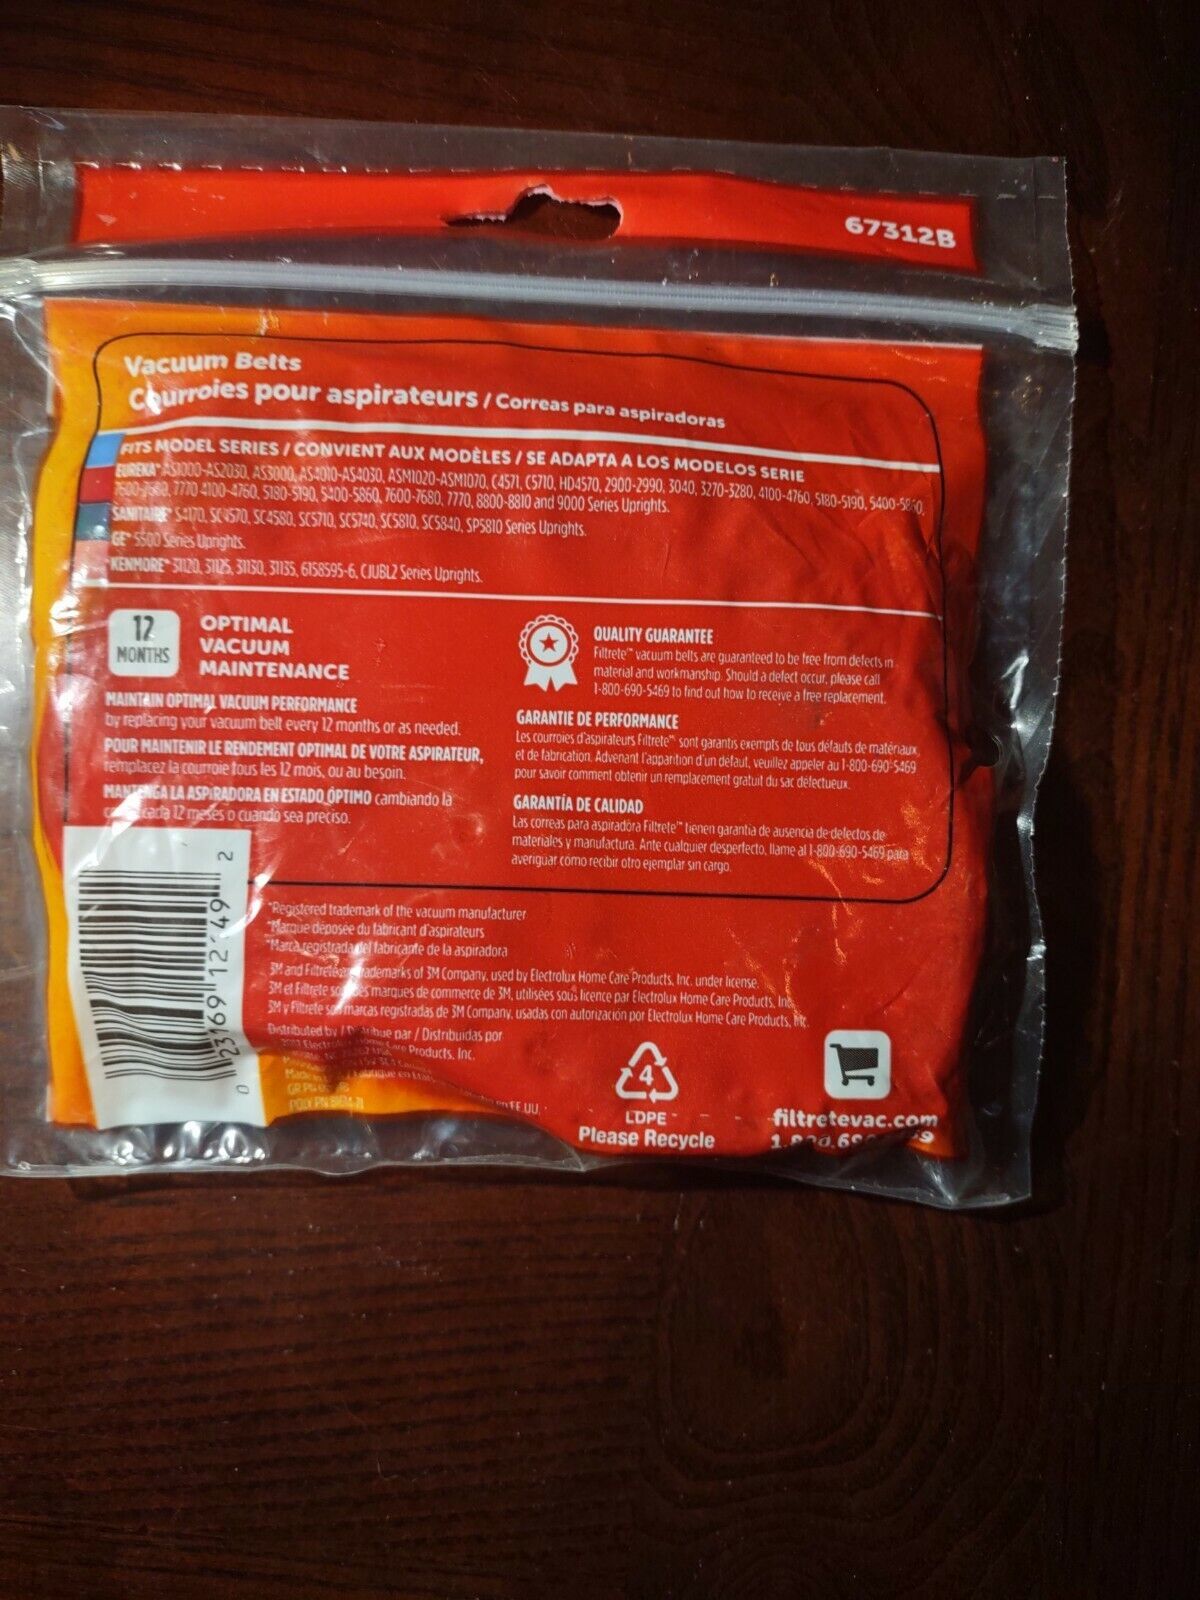 67312B
Vacuum Belts
Courroies pour aspirateurs / Correas para aspiradoras
FITS MODEL SERIES / CONVIENT AUX MODÈLES / SE ADAPTA A LOS MODELOS SERIE
EUREKA* AS1000-AS2030, AS3000, AS4010-AS4030, ASM1020-ASM1070, C4571, C5710, HD4570, 2900-2990, 3040, 3270-3280, 4100-4760, 5180-5190, 5400-5860,
7600-7680, 7770 4100-4760, 5180-5190, 5400-5860, 7600-7680, 7770, 8800-8810 and 9000 Series Uprights.
SANITAIRE* S4170, SC4570, SC4580, SC5710, SC5740, SC5810, SC5840, SP5810 Series Uprights.
GE* 5500 Series Uprights.
KENMORE* 31120, 31125, 31130, 31135, 6158595-6, CJUBL2 Series Uprights.
12
MONTHS
OPTIMAL
VACUUM
MAINTENANCE
MAINTAIN OPTIMAL VACUUM PERFORMANCE
by replacing your vacuum belt every 12 months or as needed.
POUR MAINTENIR LE RENDEMENT OPTIMAL DE VOTRE ASPIRATEUR,
remplacez la courroie tous les 12 mois, ou au besoin.
MANTENGA LA ASPIRADORA EN ESTADO ÓPTIMO cambiando la
cada 12 meses o cuando sea preciso.
QUALITY GUARANTEE
Filtrete™ vacuum belts are guaranteed to be free from defects in
material and workmanship. Should a defect occur, please call
1-800-690-5469 to find out how to receive a free replacement.
GARANTIE DE PERFORMANCE
Les courroies d'aspirateurs Filtrete™ sont garantis exempts de tous défauts de matériaux
et de fabrication. Advenant l'apparition d'un défaut, veuillez appeler au 1-800-690-5469
pour savoir comment obtenir un remplacement gratuit du sac défectueux.
GARANTÍA DE CALIDAD
Las correas para aspiradora Filtrete™ tienen garantía de ausencia de defectos de
materiales y manufactura. Ante cualquier desperfecto, llame al 1-800-690-5469 para
averiguar cómo recibir otro ejemplar sin cargo.
*Registered trademark of the vacuum manufacturer
*Marque déposée du fabricant d'aspirateurs
*Marca registrada del fabricante de la aspiradora
3M and Filtrete are trademarks of 3M Company, used by Electrolux Home Care Products, Inc. under license.
3M et Filtrete sont des marques de commerce de 3M, utilisées sous licence par Electrolux Home Care Products, Inc.
3M y Filtrete son marcas registradas de 3M Company, usadas con autorización por Electrolux Home Care Products, Inc.
Distributed by / Distribue par / Distribuidas por
2017 Electrolux Home Care Products, Inc.
NC 28262 USA
Made in
en EE.UU.
0 23169 12149 2
4
LDPE
Please Recycle
filtretevac.com